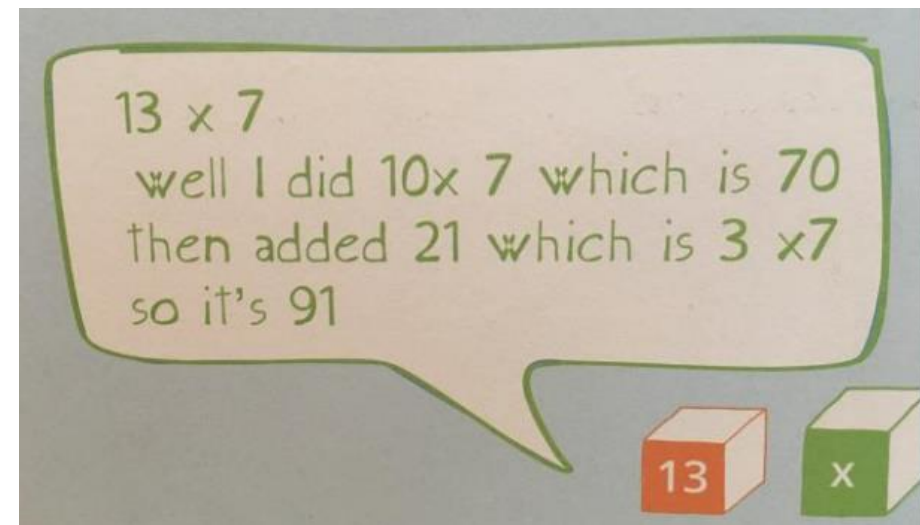 13 x 7
well I did 10x 7 which is 70
then added 21 which is 3 x7
so it's 91
13 x